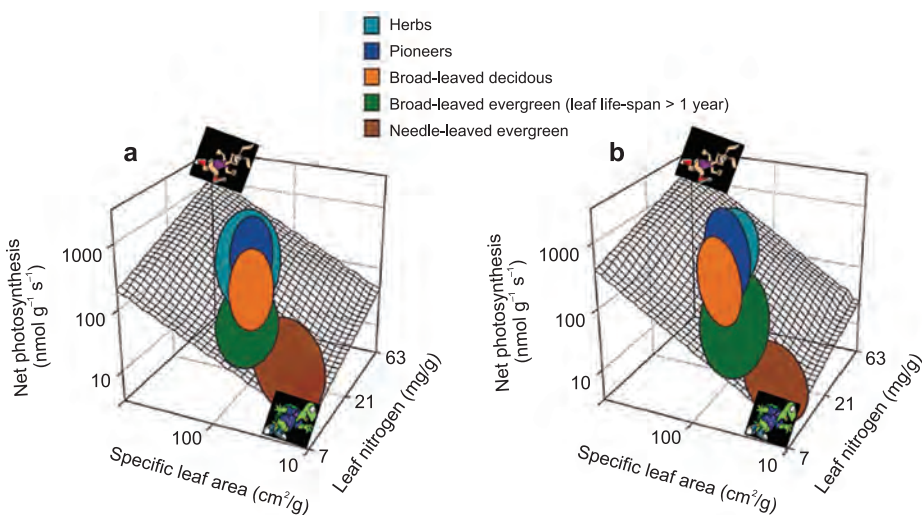 Herbs
Pioneers
Broad-leaved decidous
Broad-leaved evergreen (leaf life-span > 1 year)
Needle-leaved evergreen
a
Net photosynthesis
(nmol g⁻¹ s⁻¹)
1000
100
10
100
10
Specific leaf area (cm²/g)
7
21
63
Leaf nitrogen (mg/g)
b
Net photosynthesis
(nmol g⁻¹ s⁻¹)
1000
100
10
100
10
Specific leaf area (cm²/g)
7
21
63
Leaf nitrogen (mg/g)